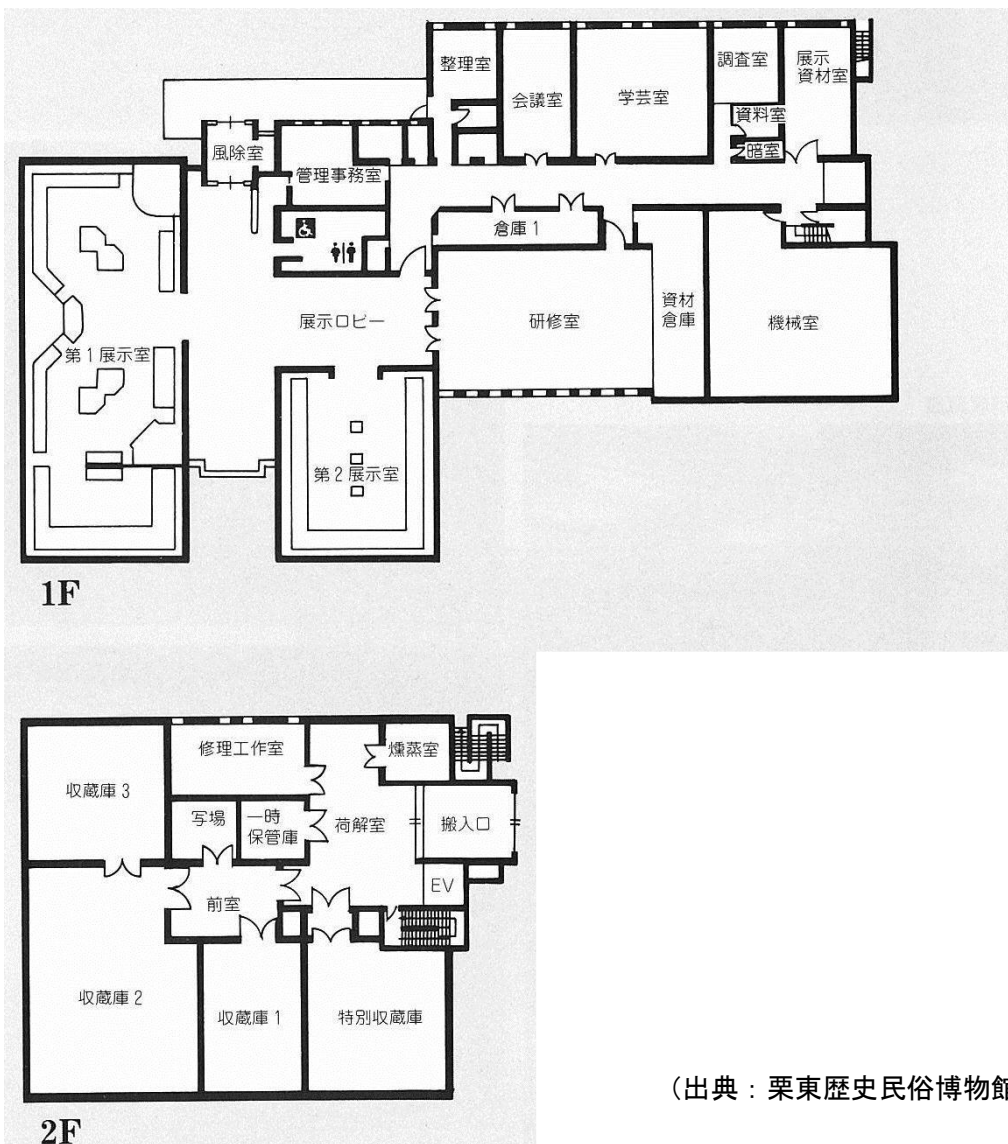 整理室
会議室
学芸室
調査室
展示
資材室
資料室
暗室
風除室
管理事務室
倉庫1
展示ロビー
研修室
資材
倉庫
機械室
第1展示室
第2展示室
1F
修理工作室
燻蒸室
収蔵庫3
写場
一時
保管庫
荷解室
搬入口
EV
前室
収蔵庫2
収蔵庫1
特別収蔵庫
(出典:栗東歴史民俗博物館
2F